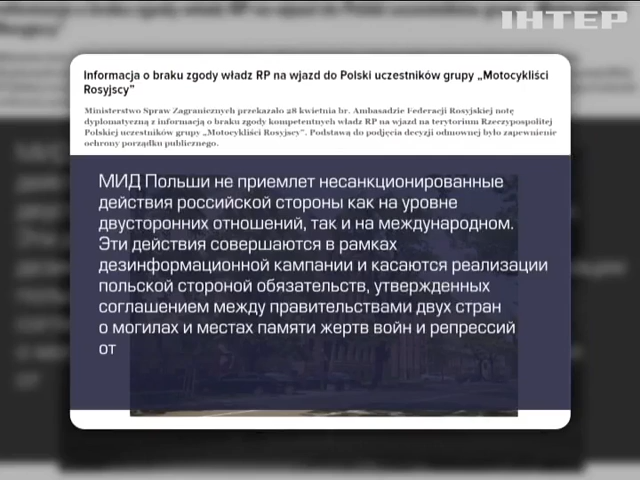 ІНТЕР
Informacja o braku zgody władz RP na wjazd do Polski uczestników grupy „Motocykliści
Rosyjscy”
Ministerstwo Spraw Zagranicznych przekazało 28 kwietnia br. Ambasadzie Federacji Rosyjskiej notę
dyplomatyczną z informacją o braku zgody kompetentnych władz RP na wjazd na terytorium Rzeczypospolitej
Polskiej uczestników grupy „Motocykliści Rosyjscy”. Podstawą do podjęcia decyzji odmownej było zapewnienie
ochrony porządku publicznego.
МИД Польши не приемлет несанкционированные
действия российской стороны как на уровне
двусторонних отношений, так и на международном.
Эти действия совершаются в рамках
дезинформационной кампании и касаются реализации
польской стороной обязательств, утвержденных
соглашением между правительствами двух стран
о могилах и местах памяти жертв войн и репрессий
от